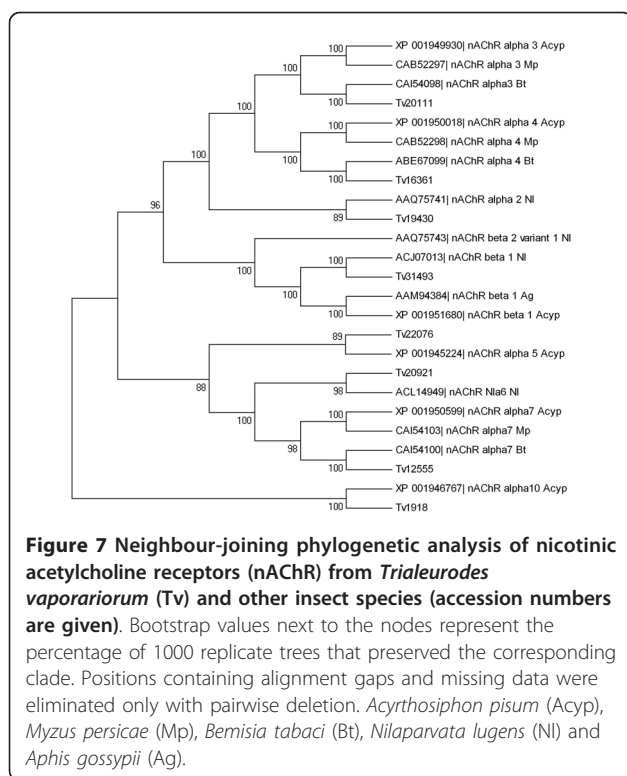 XP 001949930| nAChR alpha 3 Acyp
100
CAB52297| nAChR alpha 3 Mp
100
CAI54098| nAChR alpha3 Bt
100
Tv20111
100
XP 001950018| nAChR alpha 4 Acyp
100
CAB52298| nAChR alpha 4 Mp
100
ABE67099| nAChR alpha 4 Bt
100
Tv16361
100
AAQ75741| nAChR alpha 2 Nl
89
Tv19430
96
AAQ75743| nAChR beta 2 variant 1 Nl
ACJ07013| nAChR beta 1 Nl
100
Tv31493
100
AAM94384| nAChR beta 1 Ag
100
XP 001951680| nAChR beta 1 Acyp
100
Tv22076
89
XP 001945224| nAChR alpha 5 Acyp
88
Tv20921
98
ACL14949| nAChR Nla6 Nl
100
XP 001950599| nAChR alpha7 Acyp
100
CAI54103| nAChR alpha7 Mp
98
CAI54100| nAChR alpha7 Bt
100
Tv12555
XP 001946767| nAChR alpha10 Acyp
100
Tv1918
Figure 7 Neighbour-joining phylogenetic analysis of nicotinic
acetylcholine receptors (nAChR) from Trialeurodes
vaporariorum (Tv) and other insect species (accession numbers
are given). Bootstrap values next to the nodes represent the
percentage of 1000 replicate trees that preserved the corresponding
clade. Positions containing alignment gaps and missing data were
eliminated only with pairwise deletion. Acyrthosiphon pisum (Acyp),
Myzus persicae (Mp), Bemisia tabaci (Bt), Nilaparvata lugens (Nl) and
Aphis gossypii (Ag).